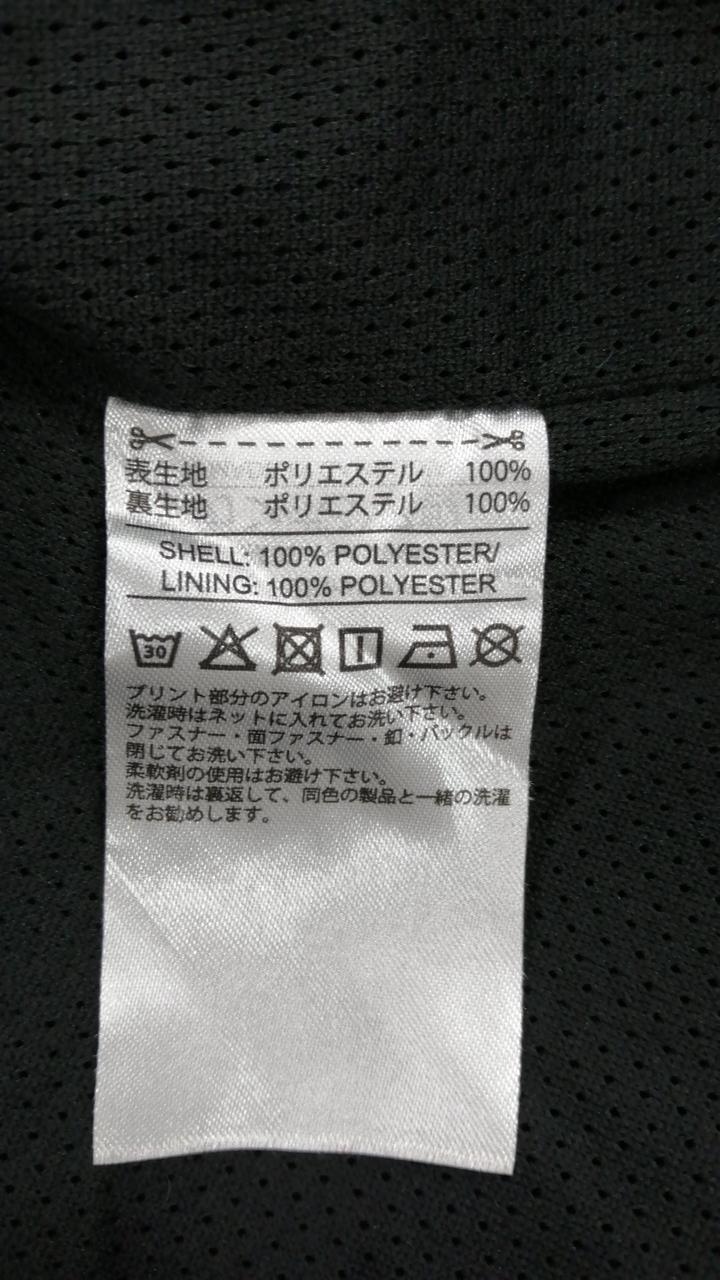 表生地 ポリエステル 100%
裏生地 ポリエステル 100%
SHELL: 100% POLYESTER/
LINING: 100% POLYESTER
30
プリント部分のアイロンはお避け下さい。
洗濯時はネットに入れてお洗い下さい。
ファスナー・面ファスナー・釦・バックルは
閉じてお洗い下さい。
柔軟剤の使用はお避け下さい。
洗濯時は裏返して、同色の製品と一緒の洗濯
をお勧めします。